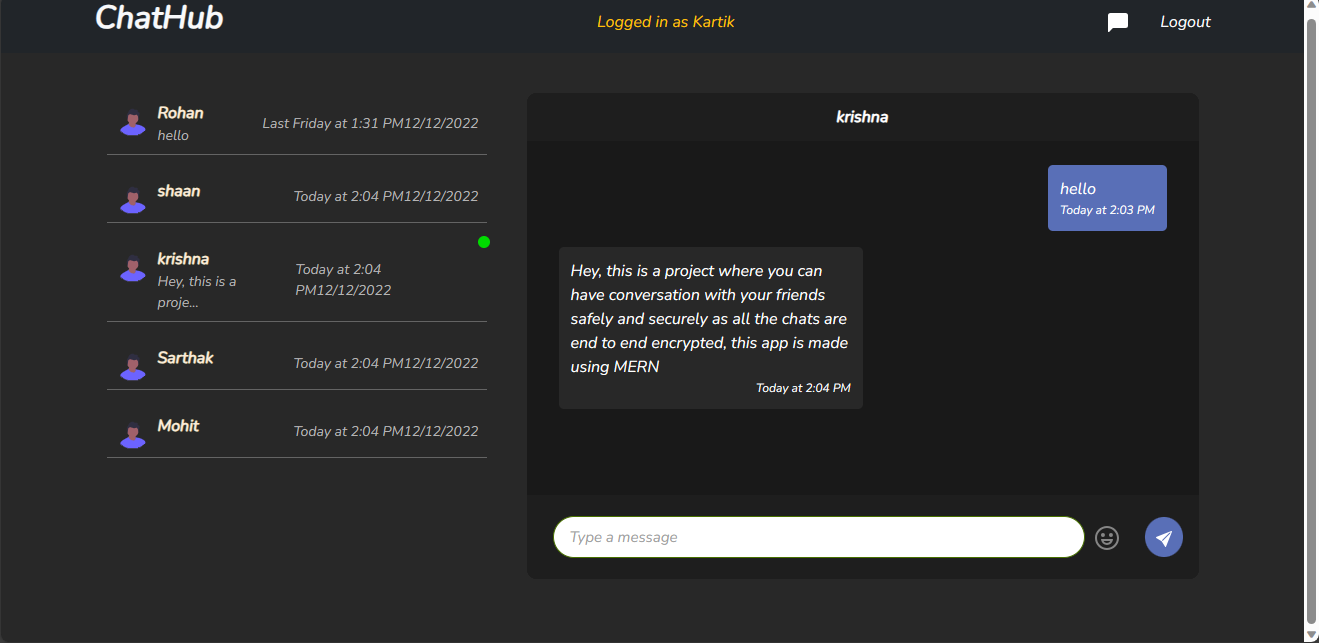 ChatHub
Logged in as Kartik
Logout
Rohan
hello
Last Friday at 1:31 PM12/12/2022
shaan
Today at 2:04 PM12/12/2022
krishna
Hey, this is a
proje...
Today at 2:04
PM12/12/2022
Sarthak
Today at 2:04 PM12/12/2022
Mohit
Today at 2:04 PM12/12/2022
krishna
hello
Today at 2:03 PM
Hey, this is a project where you can
have conversation with your friends
safely and securely as all the chats are
end to end encrypted, this app is made
using MERN
Today at 2:04 PM
Type a message